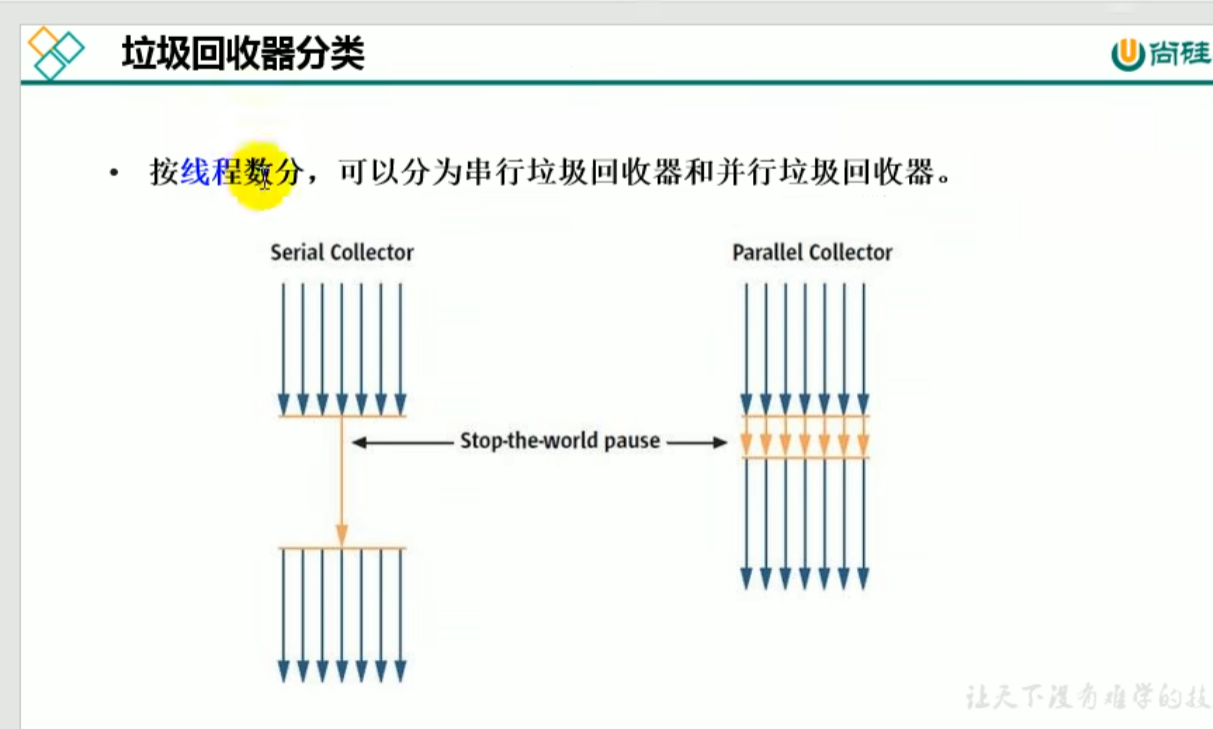 垃圾回收器分类
尚硅
• 按线程数分，可以分为串行垃圾回收器和并行垃圾回收器。
Serial Collector
Parallel Collector
Stop-the-world pause
让天下没有难学的技